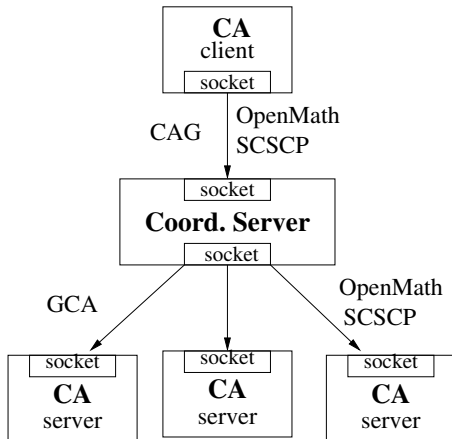 CA
client
socket
CAG
OpenMath
SCSCP
socket
Coord. Server
socket
GCA
OpenMath
SCSCP
socket
CA
server
socket
CA
server
socket
CA
server